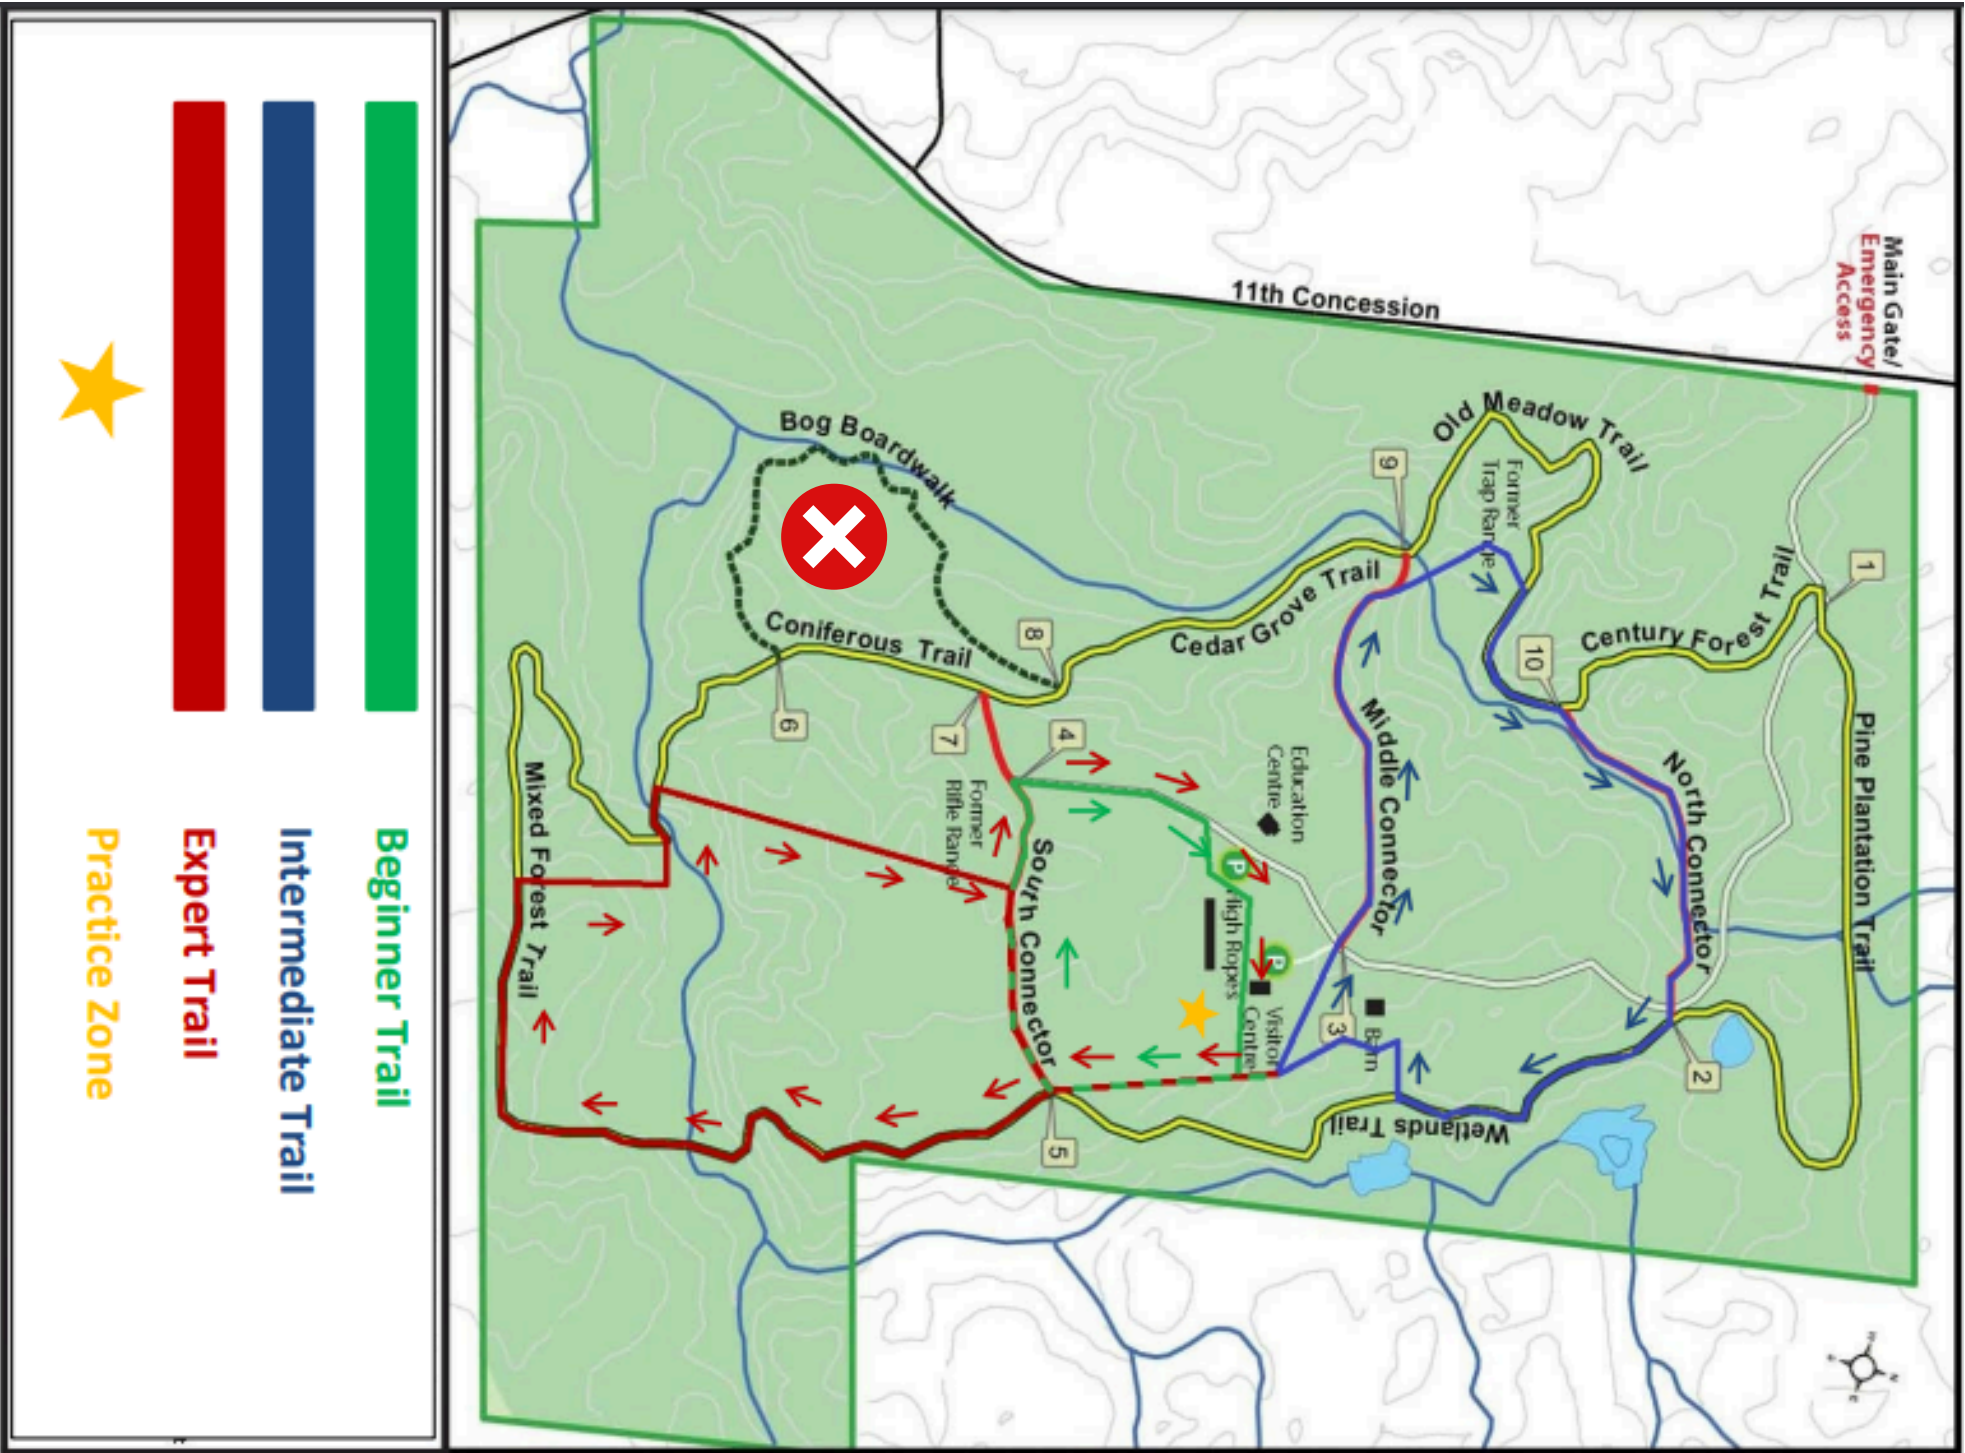 Beginner Trail
Intermediate Trail
Expert Trail
Practice Zone
Main Gate/
Emergency
Access
11th Concession
Old Meadow Trail
Former
Trap Range
Bog Boardwalk
9
1
Century Forest Trail
Cedar Grove Trail
Coniferous Trail
8
10
6
7
4
Pine Plantation Trail
Education
Centre
Middle Connector
North Connector
Former
Rifle Range
Mixed Forest Trail
South Connector
P
High Ropes
P
Visitor
Centre
3
Barn
2
Wetlands Trail
5
N
E